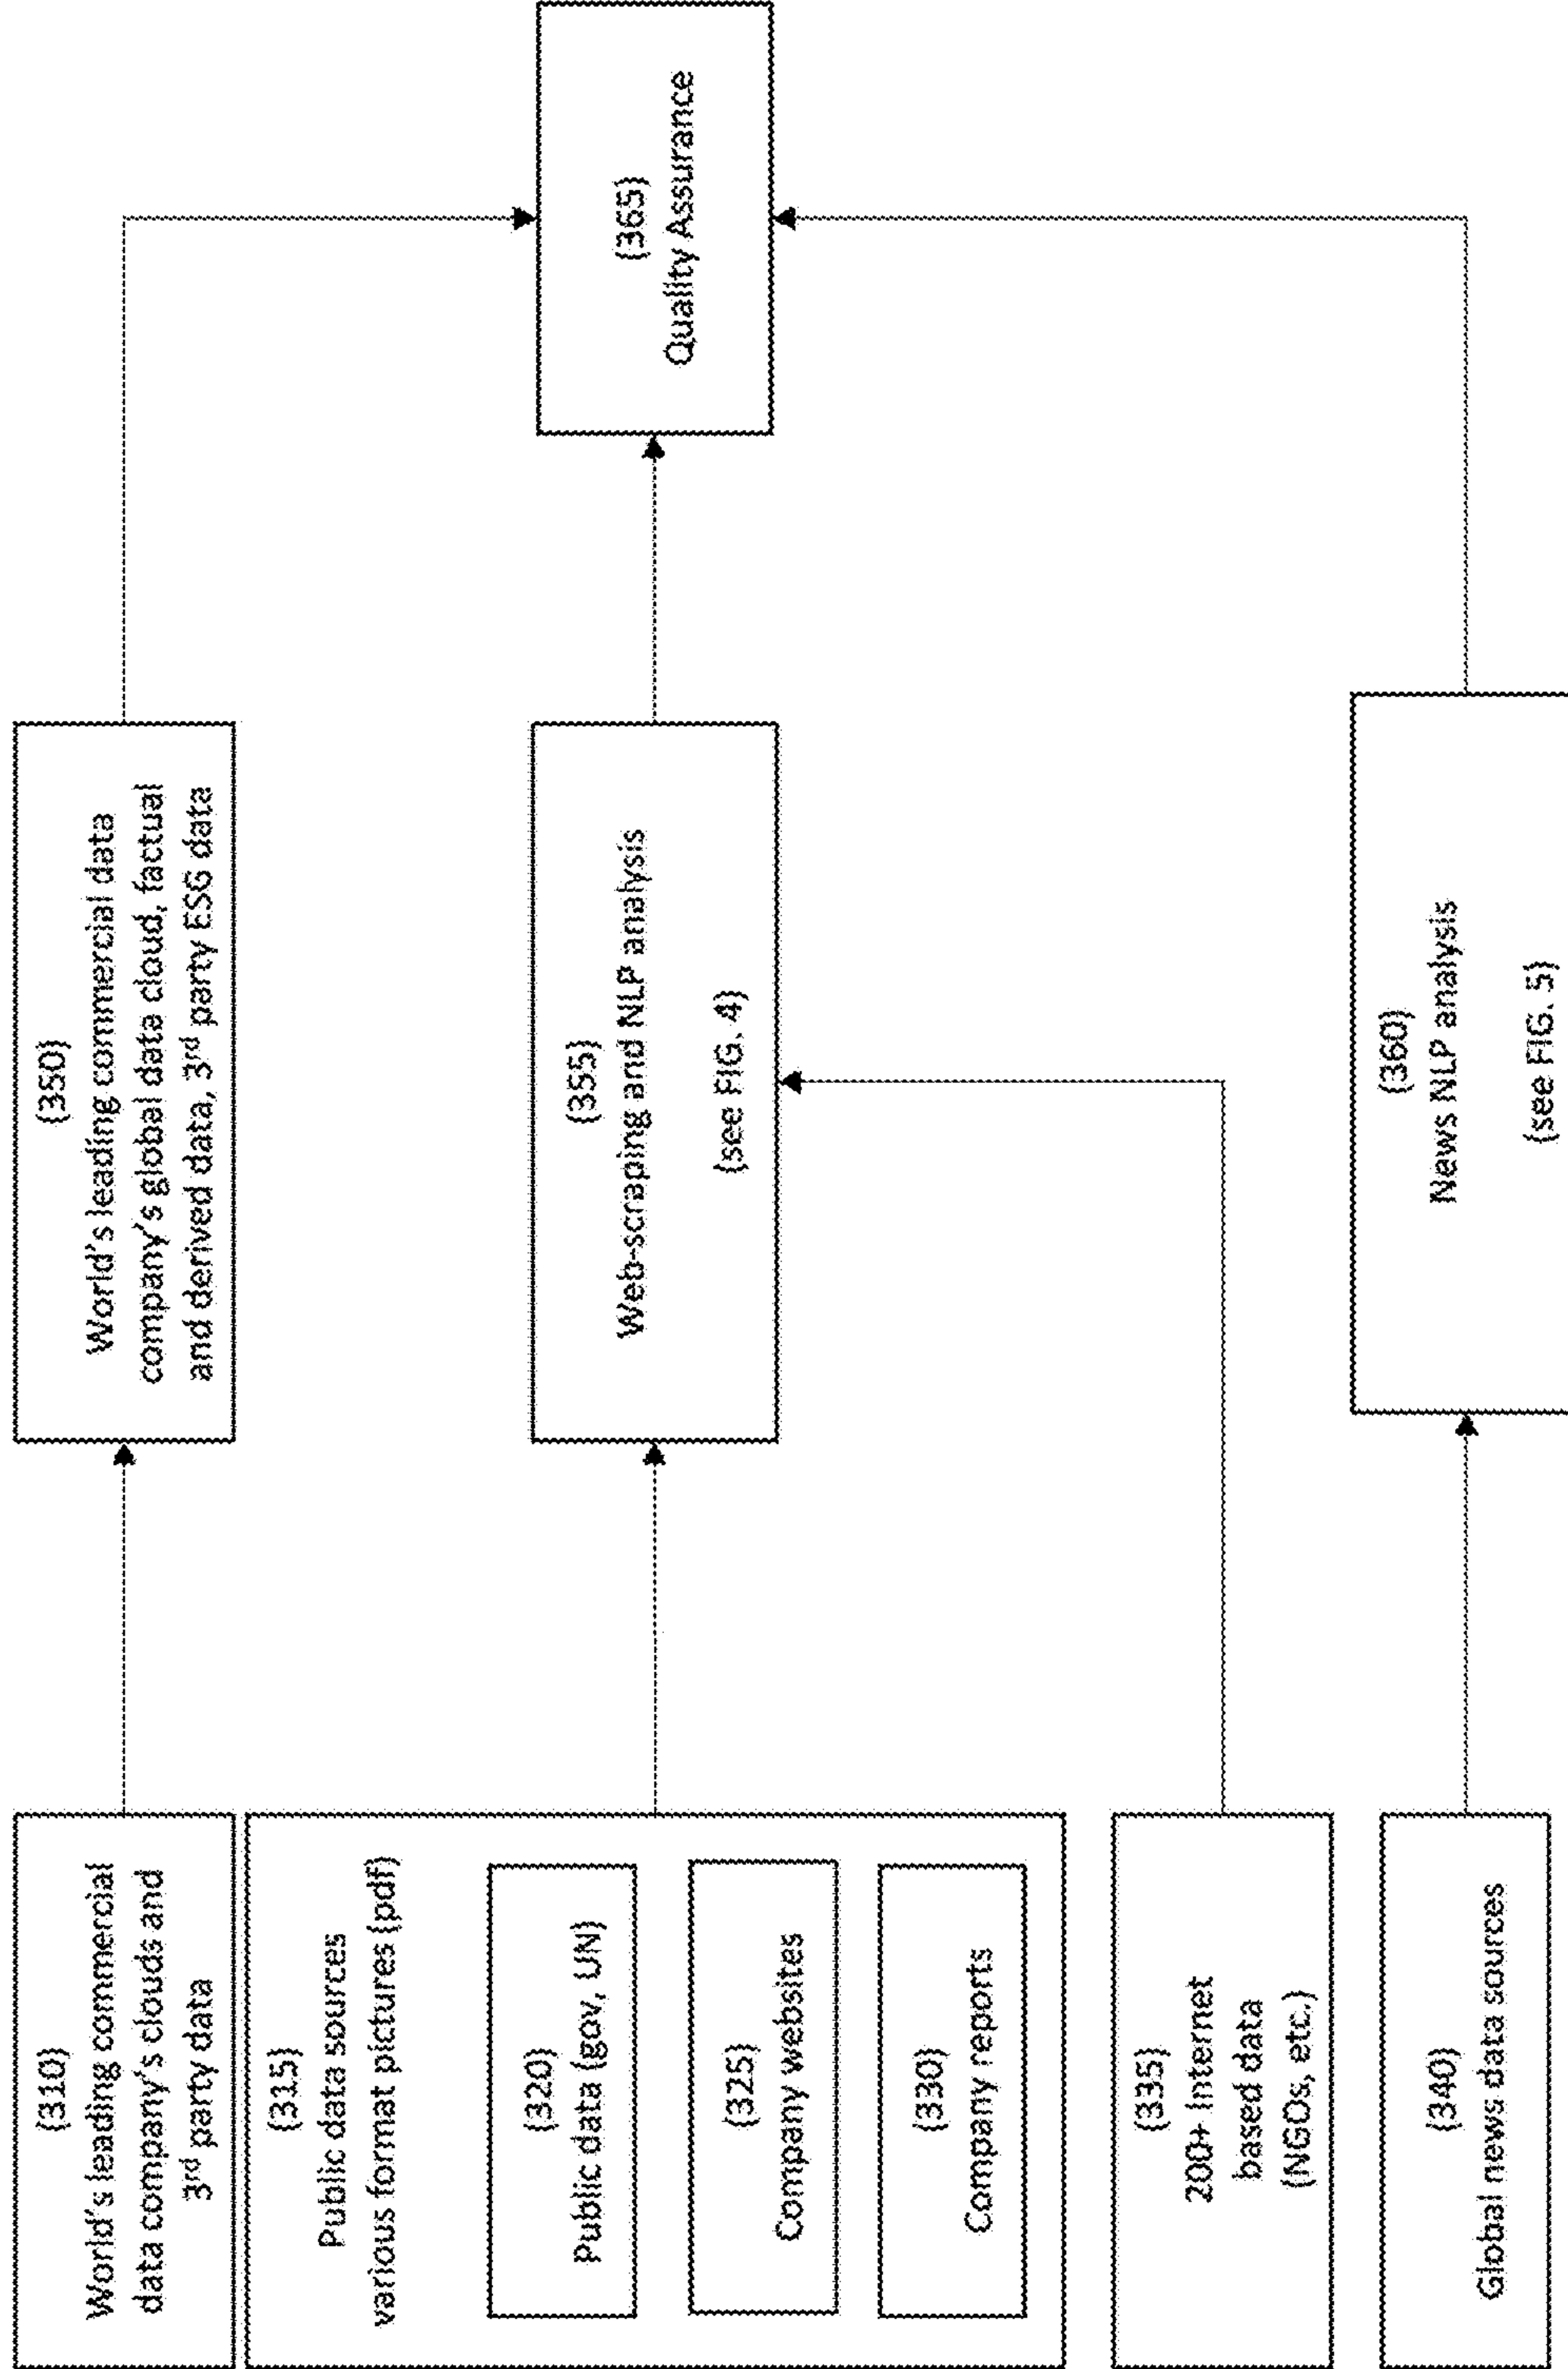 (310)
World's leading commercial
data company's clouds and
3rd party data
(315)
Public data sources
various format pictures (pdf)
(320)
Public data (gov, UN)
(325)
Company websites
(330)
Company reports
(335)
200+ Internet
based data
(NGOs, etc.)
(340)
Global news data sources
(350)
World's leading commercial data
company's global data cloud, factual
and derived data, 3rd party ESG data
(355)
Web-scraping and NLP analysis
(see FIG. 4)
(360)
News NLP analysis
(see FIG. 5)
(365)
Quality Assurance